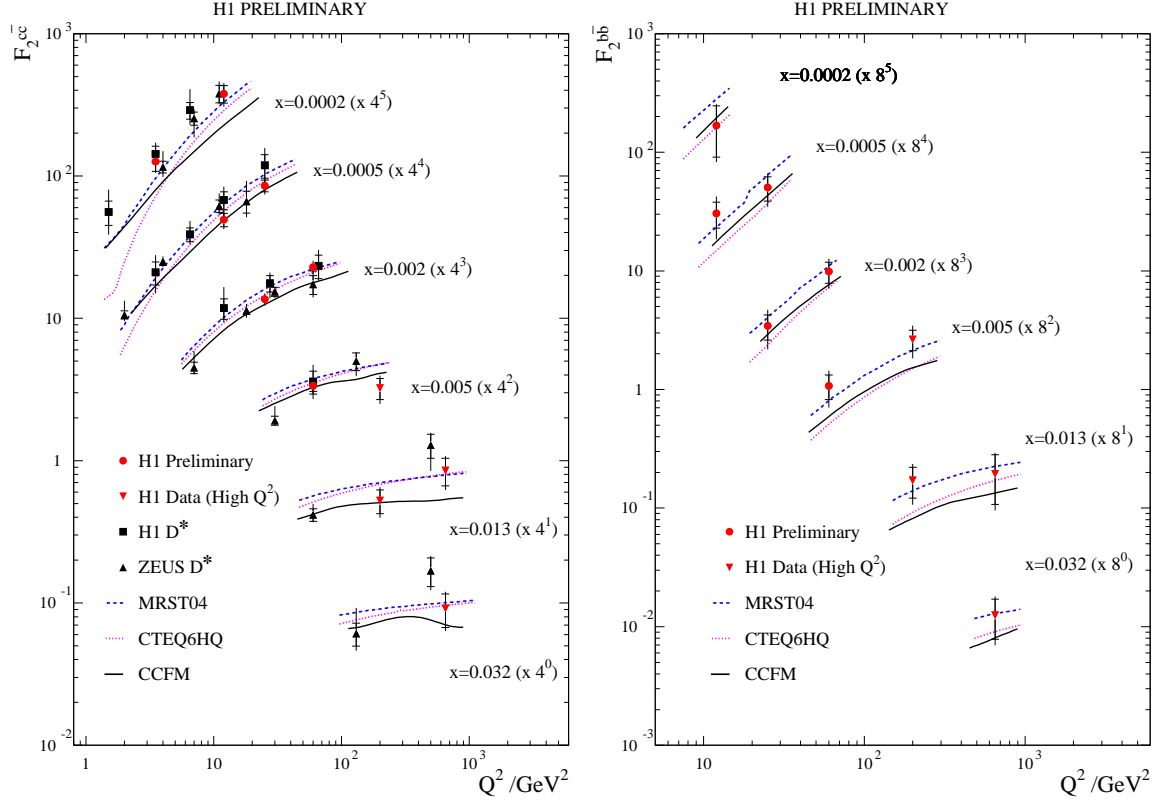 H1 PRELIMINARY
F₂ᶜᶜ̄
10³
10²
10
1
10⁻¹
10⁻²
1 10 10² 10³
Q² /GeV²
x=0.0002 (x 4⁵)
x=0.0005 (x 4⁴)
x=0.002 (x 4³)
x=0.005 (x 4²)
x=0.013 (x 4¹)
x=0.032 (x 4⁰)
H1 Preliminary
H1 Data (High Q²)
H1 D*
ZEUS D*
MRST04
CTEQ6HQ
CCFM
H1 PRELIMINARY
F₂ᵇᵇ̄
10³
10²
10
1
10⁻¹
10⁻²
10⁻³
10 10² 10³
Q² /GeV²
x=0.0002 (x 8⁵)
x=0.0005 (x 8⁴)
x=0.002 (x 8³)
x=0.005 (x 8²)
x=0.013 (x 8¹)
x=0.032 (x 8⁰)
H1 Preliminary
H1 Data (High Q²)
MRST04
CTEQ6HQ
CCFM